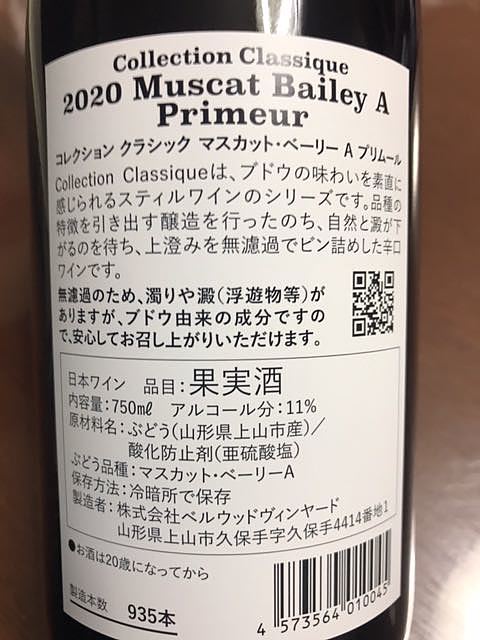 Collection Classique
2020 Muscat Bailey A
Primeur
コレクション クラシック マスカット・ベーリー A プリムール
Collection Classiqueは、ブドウの味わいを素直に
感じられるスティルワインのシリーズです。品種の
特徴を引き出す醸造を行ったのち、自然と澱が下
がるのを待ち、上澄みを無濾過でビン詰めした辛口
ワインです。
無濾過のため、濁りや澱(浮遊物等)が
ありますが、ブドウ由来の成分ですの
で、安心してお召し上がりいただけます。
日本ワイン 品目:果実酒
内容量:750mℓ アルコール分:11%
原材料名:ぶどう(山形県上山市産)/
酸化防止剤(亜硫酸塩)
ぶどう品種:マスカット・ベーリーA
保存方法:冷暗所で保存
製造者:株式会社ベルウッドヴィンヤード
山形県上山市久保手字久保手4414番地1
●お酒は20歳になってから
製造本数 935本
4 573564 010045